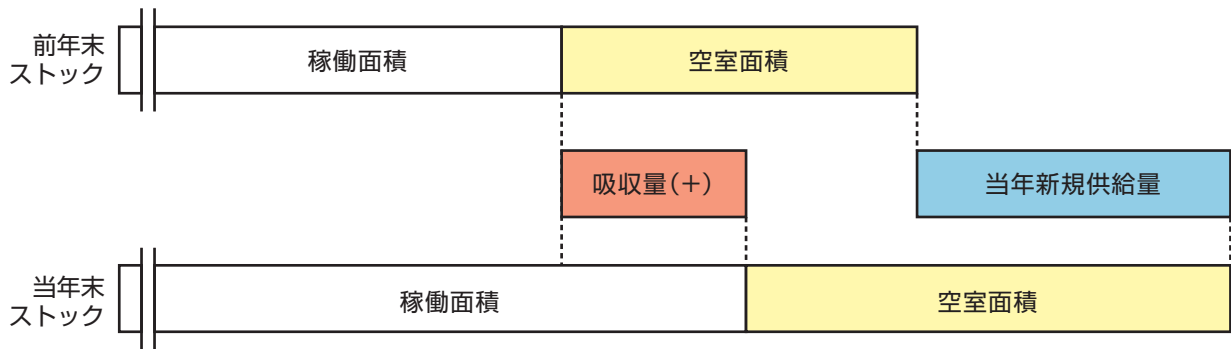 前年末
ストック
稼働面積
空室面積
吸収量(+)
当年新規供給量
当年末
ストック
稼働面積
空室面積